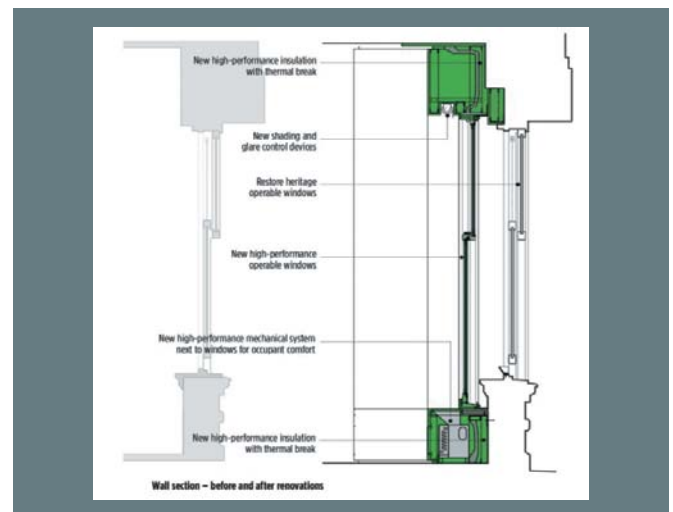 New high-performance insulation
with thermal break
New shading and
glare control devices
Restore heritage
operable windows
New high-performance
operable windows
New high-performance mechanical system
next to windows for occupant comfort
New high-performance insulation
with thermal break
Wall section – before and after renovations